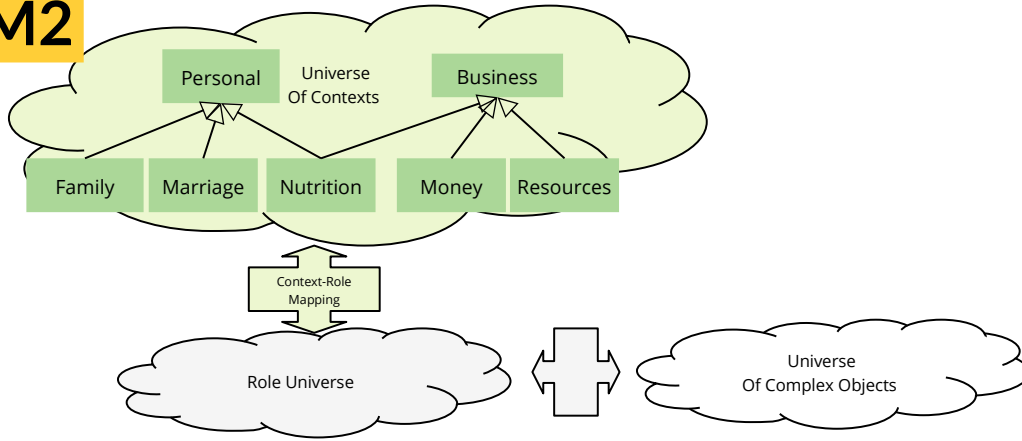 M2
Personal
Universe
Of Contexts
Business
Family
Marriage
Nutrition
Money
Resources
Context-Role
Mapping
Role Universe
Universe
Of Complex Objects